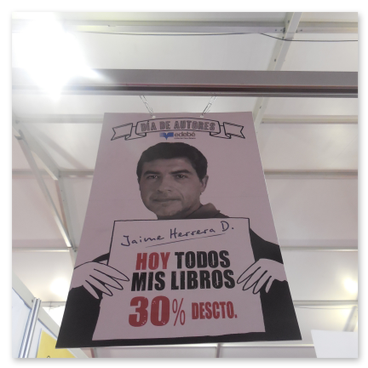 DÍA DE AUTORES
edebé
Jaime Herrera D.
HOY TODOS
MIS LIBROS
30% DESCTO.